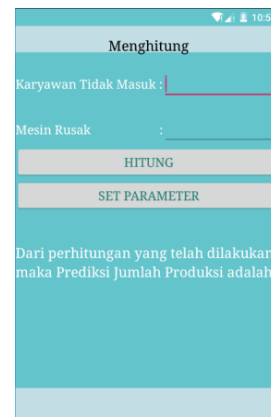 10:5
Menghitung
Karyawan Tidak Masuk :
Mesin Rusak :
HITUNG
SET PARAMETER
Dari perhitungan yang telah dilakukan
maka Prediksi Jumlah Produksi adalah